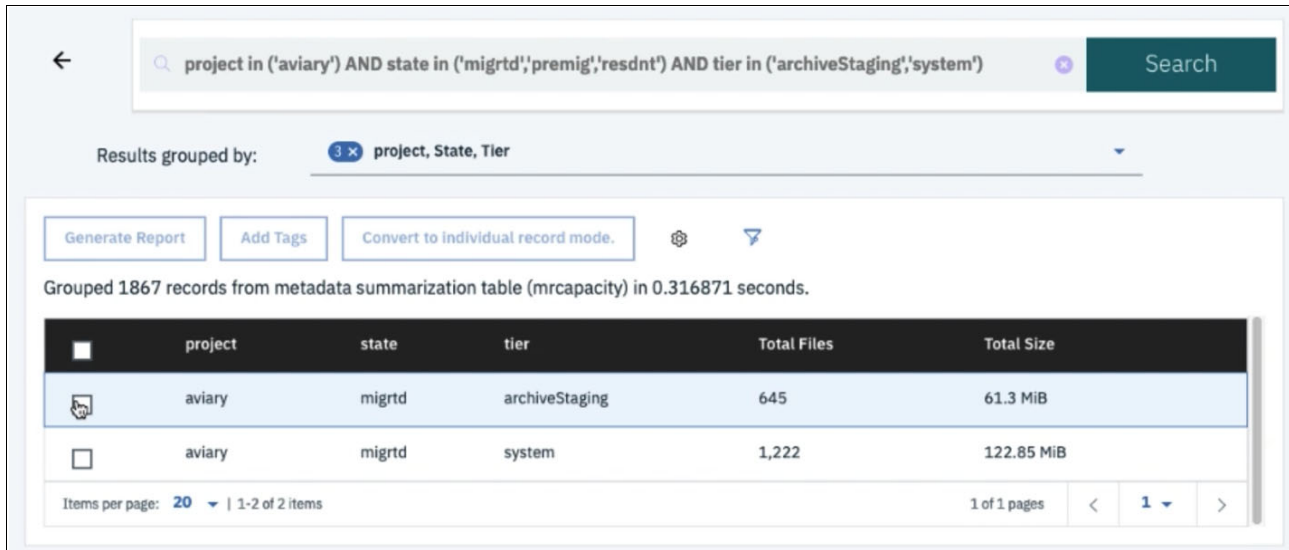 project in ('aviary') AND state in ('migrtd','premig','resdnt') AND tier in ('archiveStaging','system')
Search
Results grouped by:
3 × project, State, Tier
Generate Report
Add Tags
Convert to individual record mode.
Grouped 1867 records from metadata summarization table (mrcapacity) in 0.316871 seconds.
project state tier Total Files Total Size
aviary migrtd archiveStaging 645 61.3 MiB
aviary migrtd system 1,222 122.85 MiB
Items per page: 20 | 1-2 of 2 items 1 of 1 pages < 1 >